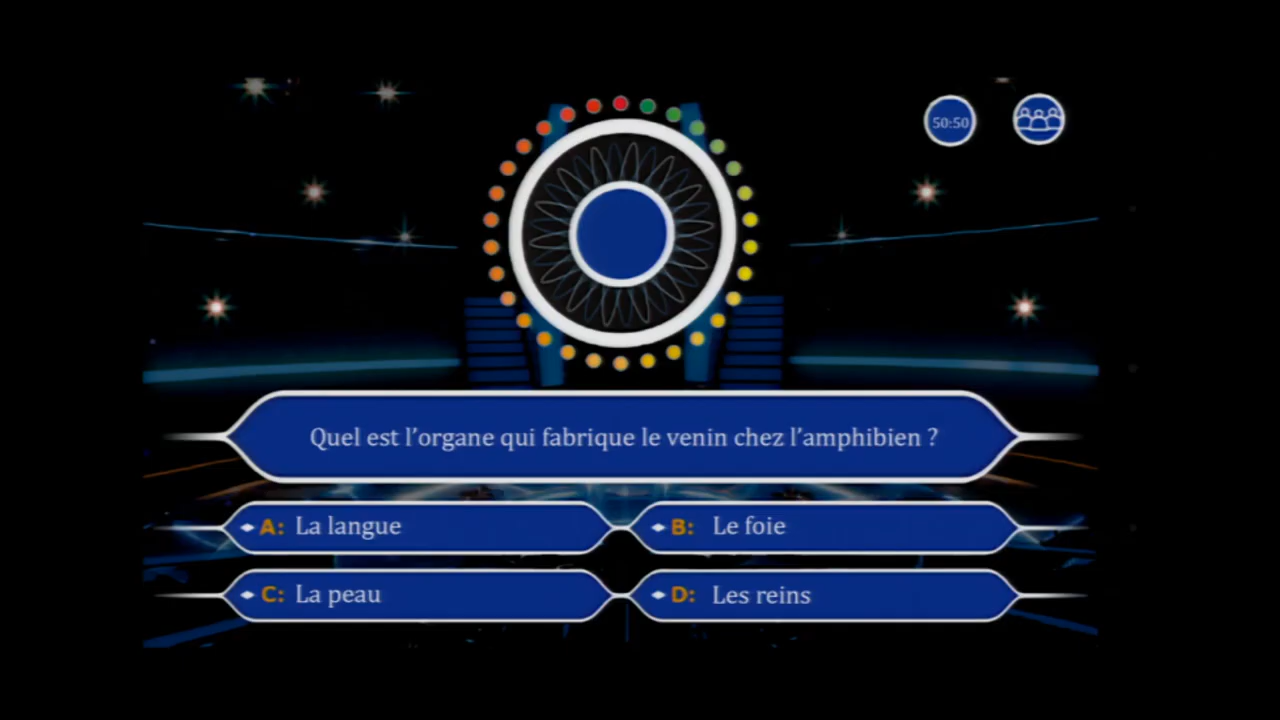 50:50
Quel est l'organe qui fabrique le venin chez l'amphibien ?
A: La langue
B: Le foie
C: La peau
D: Les reins